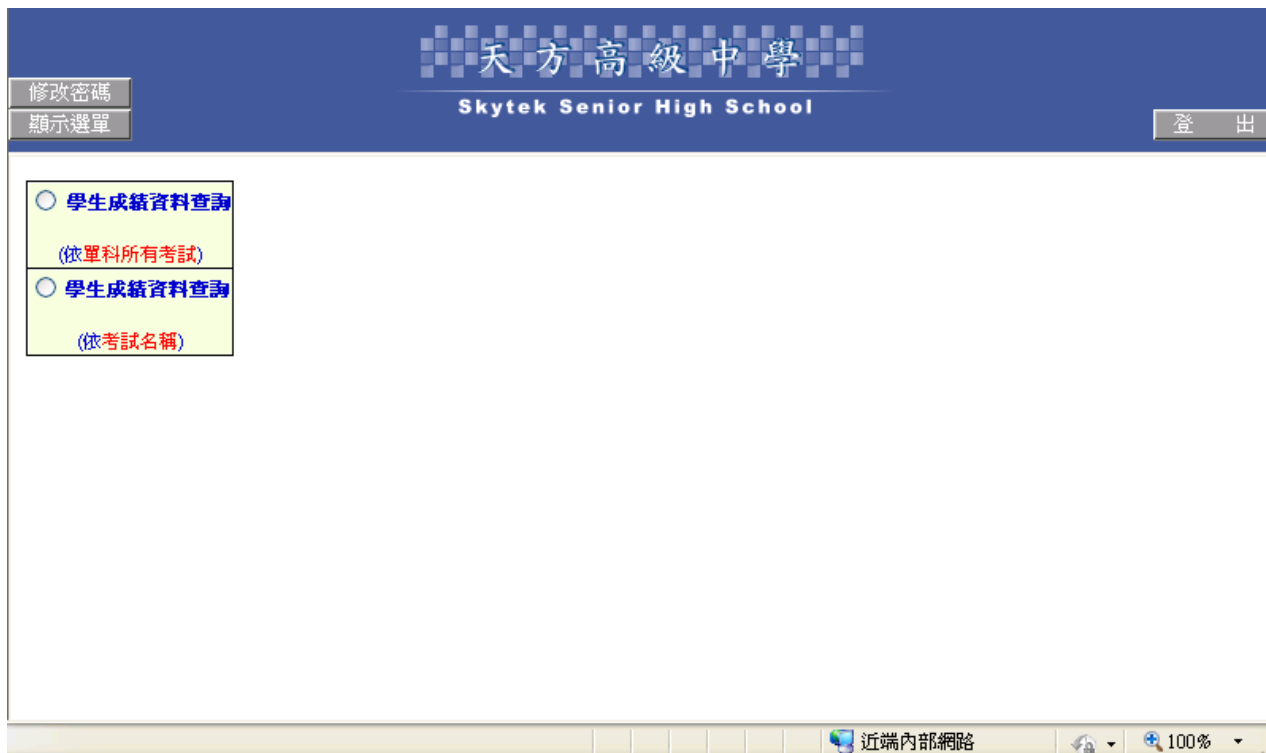 天方高級中學
修改密碼
Skytek Senior High School
顯示選單
登 出
學生成績資料查詢
(依單科所有考試)
學生成績資料查詢
(依考試名稱)
近端內部網路
100%